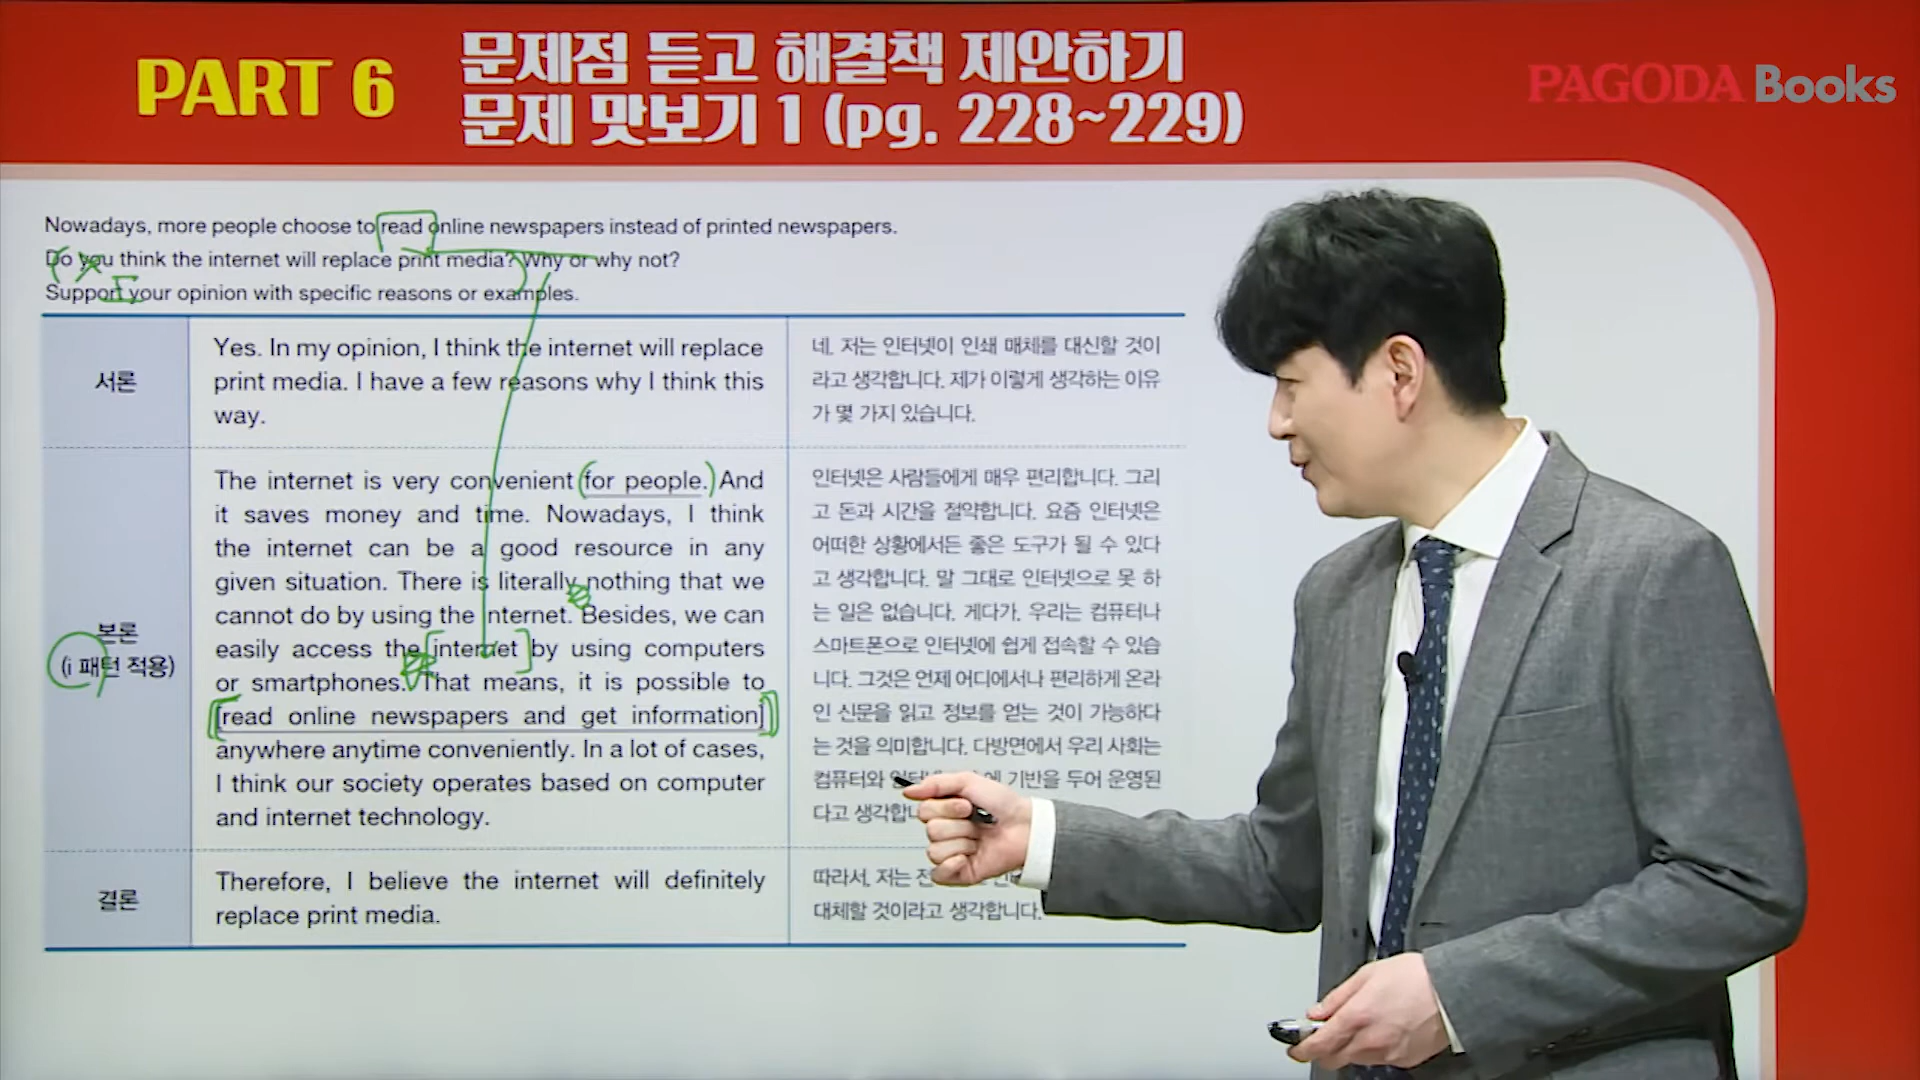 PART 6
문제점 듣고 해결책 제안하기
문제 맛보기 1 (pg. 228~229)
PAGODA Books
Nowadays, more people choose to read online newspapers instead of printed newspapers.
Do you think the internet will replace print media? Why or why not?
Support your opinion with specific reasons or examples.
서론
Yes. In my opinion, I think the internet will replace
print media. I have a few reasons why I think this
way.
네. 저는 인터넷이 인쇄 매체를 대신할 것이
라고 생각합니다. 제가 이렇게 생각하는 이유
가 몇 가지 있습니다.
본론
(i 패턴 적용)
The internet is very convenient for people. And
it saves money and time. Nowadays, I think
the internet can be a good resource in any
given situation. There is literally nothing that we
cannot do by using the internet. Besides, we can
easily access the internet by using computers
or smartphones. That means, it is possible to
[read online newspapers and get information]
anywhere anytime conveniently. In a lot of cases,
I think our society operates based on computer
and internet technology.
인터넷은 사람들에게 매우 편리합니다. 그리
고 돈과 시간을 절약합니다. 요즘 인터넷은
어떠한 상황에서든 좋은 도구가 될 수 있다
고 생각합니다. 말 그대로 인터넷으로 못 하
는 일은 없습니다. 게다가, 우리는 컴퓨터나
스마트폰으로 인터넷에 쉽게 접속할 수 있습
니다. 그것은 언제 어디에서나 편리하게 온라
인 신문을 읽고 정보를 얻는 것이 가능하다
는 것을 의미합니다. 다방면에서 우리 사회는
컴퓨터와 기반을 두어 운영된
다고
결론
Therefore, I believe the internet will definitely
replace print media.
따라서, 저는
대체할 것이라고 생각합니다.